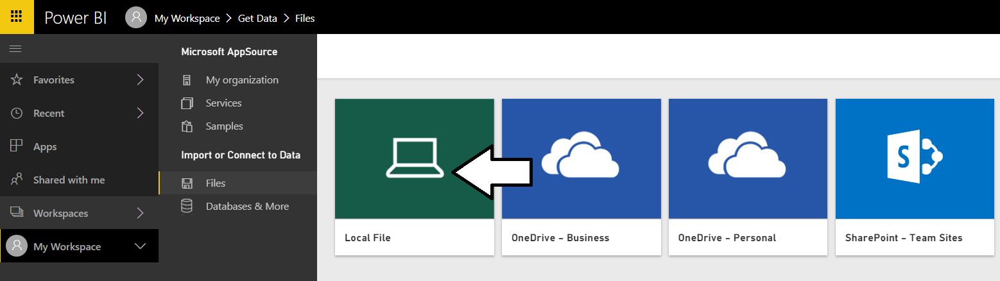 Power BI
My Workspace > Get Data > Files
Favorites
Recent
Apps
Shared with me
Workspaces
My Workspace
Microsoft AppSource
My organization
Services
Samples
Import or Connect to Data
Files
Databases & More
Local File
OneDrive – Business
OneDrive – Personal
S
SharePoint – Team Sites